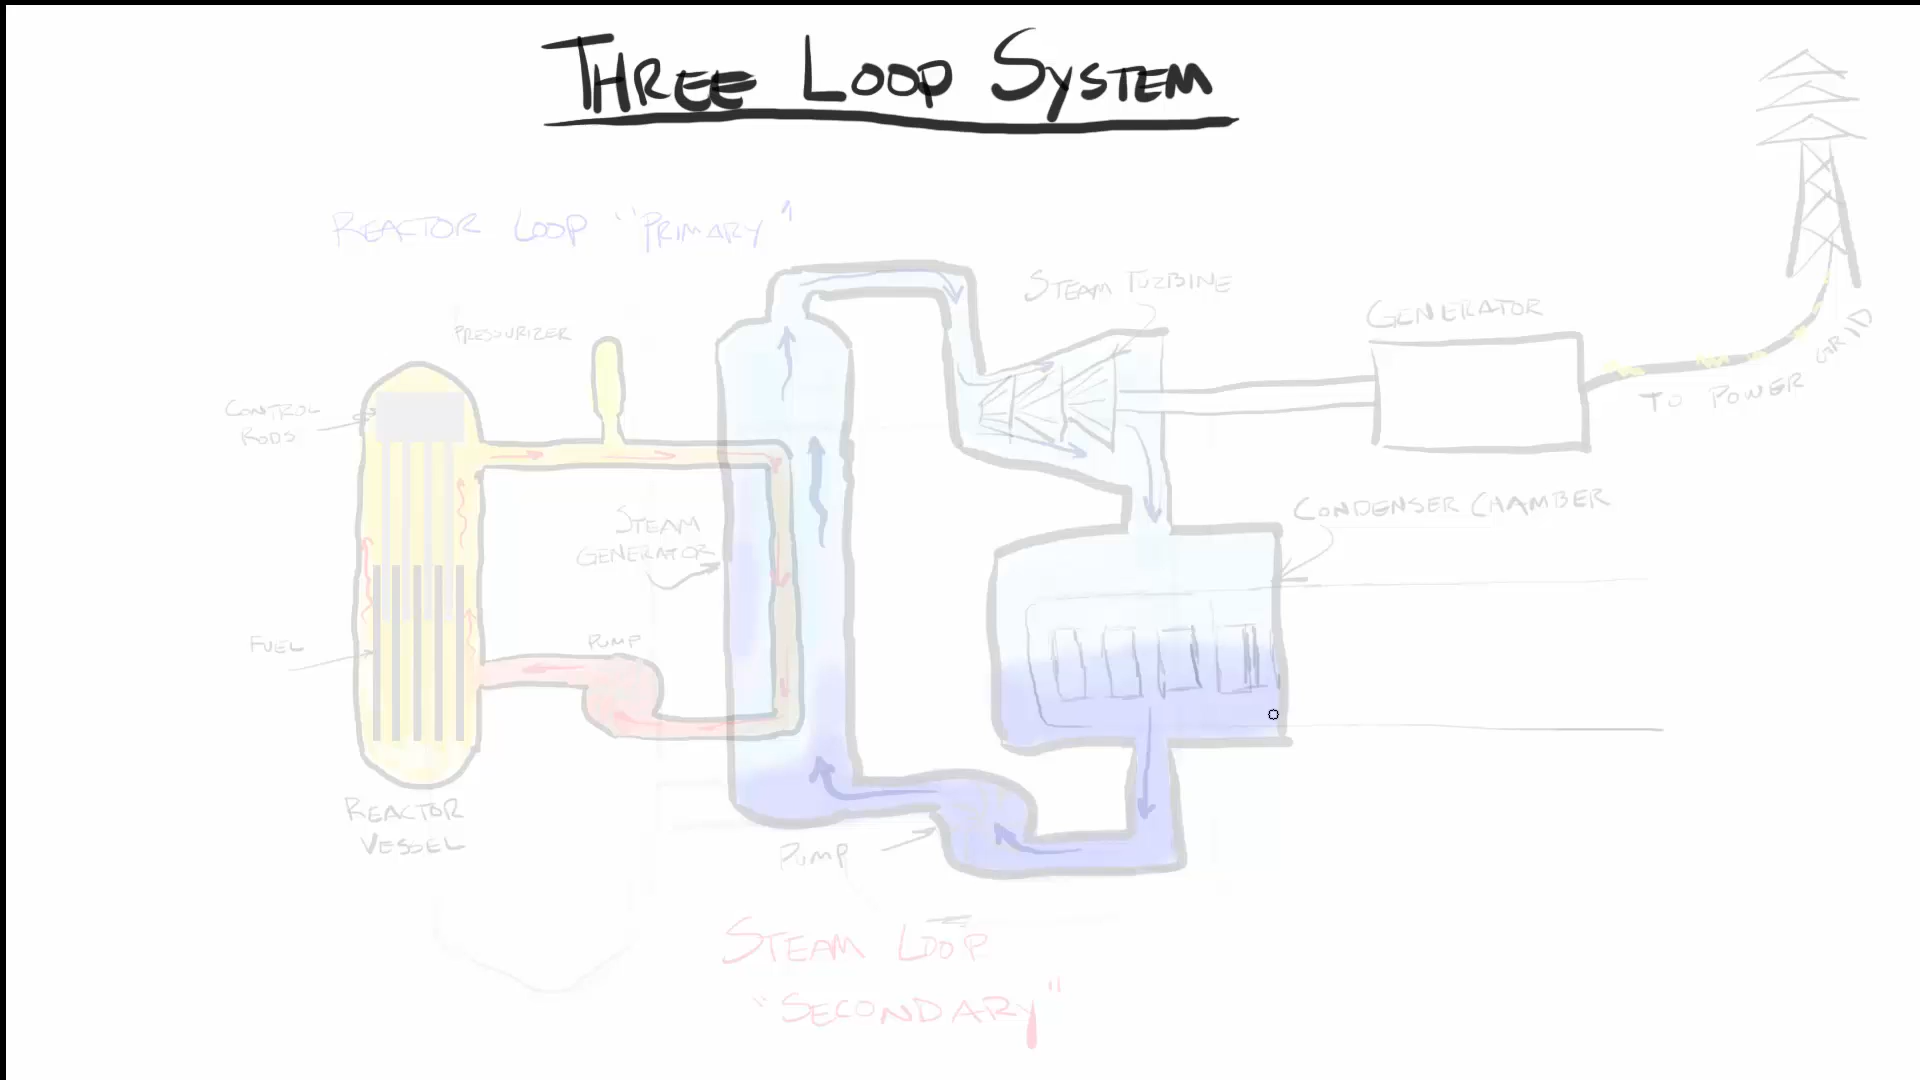 THREE LOOP SYSTEM
REACTOR LOOP "PRIMARY"
STEAM TURBINE
GENERATOR
PRESSURIZER
TO POWER GRID
CONTROL
RODS
STEAM
GENERATOR
CONDENSER CHAMBER
FUEL
PUMP
REACTOR
VESSEL
PUMP
STEAM LOOP
"SECONDARY"